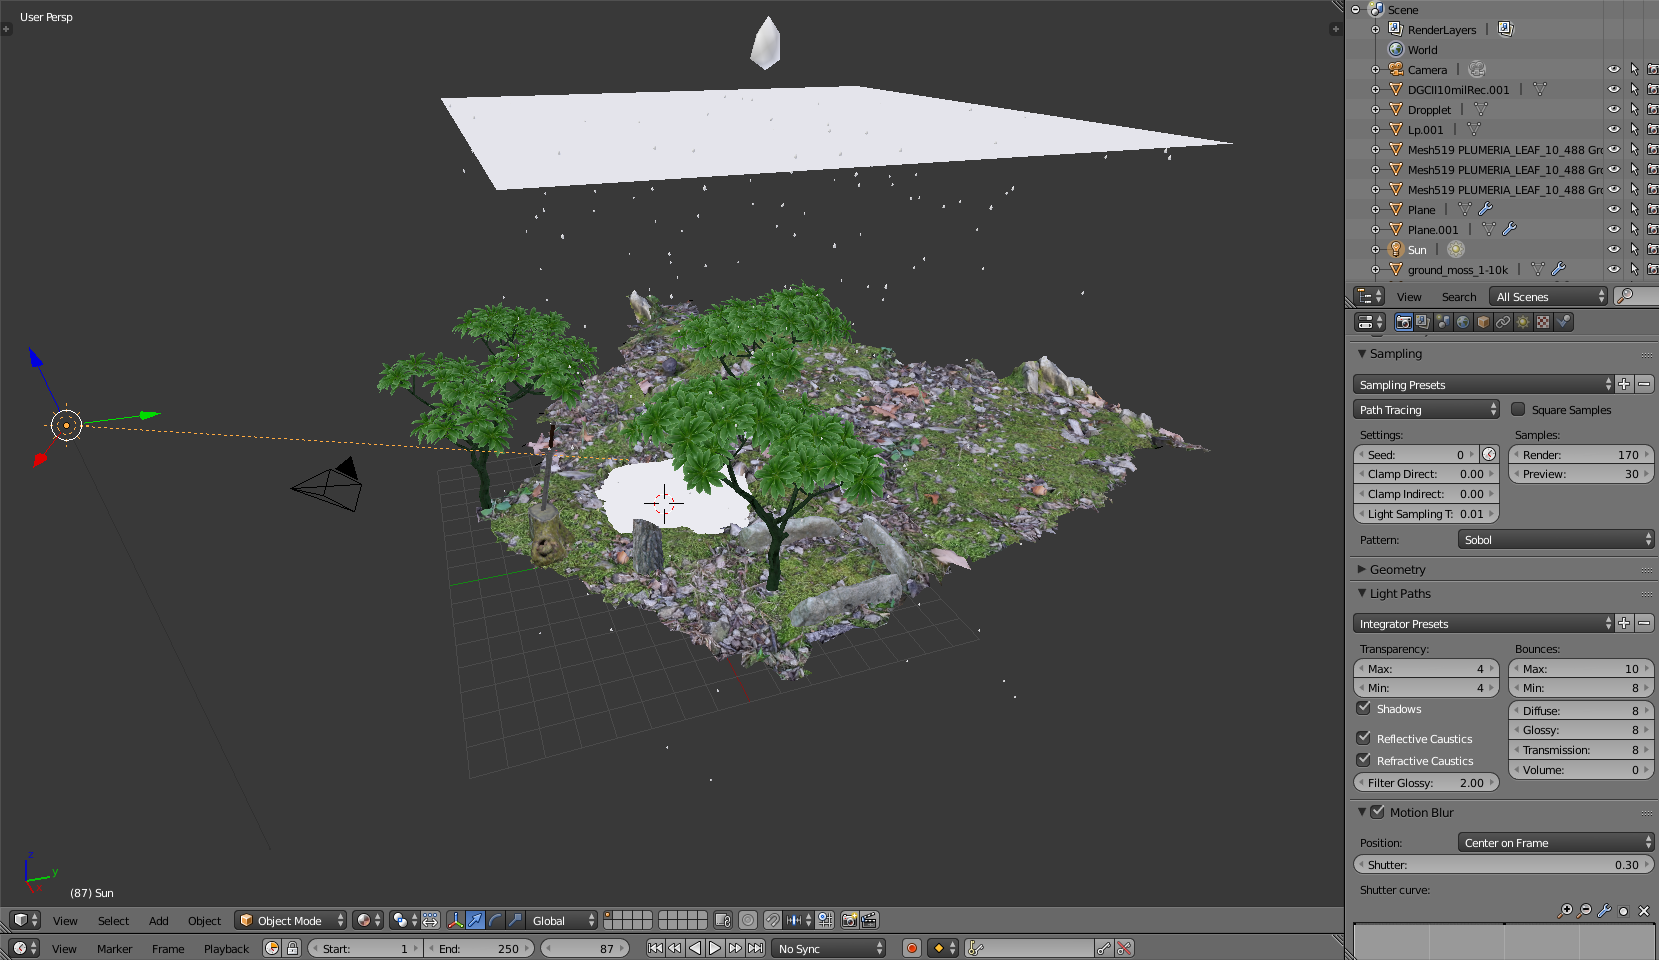 User Persp
Scene
RenderLayers
World
Camera
DGCII10milRec.001
Dropplet
Lp.001
Mesh519 PLUMERIA_LEAF_10_488 Gro
Mesh519 PLUMERIA_LEAF_10_488 Gro
Mesh519 PLUMERIA_LEAF_10_488 Gro
Plane
Plane.001
Sun
ground_moss_1-10k
View Search All Scenes
Sampling
Sampling Presets
Path Tracing Square Samples
Settings: Samples:
Seed: 0 Render: 170
Clamp Direct: 0.00 Preview: 30
Clamp Indirect: 0.00
Light Sampling T: 0.01
Pattern: Sobol
Geometry
Light Paths
Integrator Presets
Transparency: Bounces:
Max: 4 Max: 10
Min: 4 Min: 8
Shadows Diffuse: 8
Glossy: 8
Reflective Caustics
Transmission: 8
Refractive Caustics
Volume: 0
Filter Glossy: 2.00
Motion Blur
Position: Center on Frame
Shutter: 0.30
Shutter curve:
z
y
x
(87) Sun
View Select Add Object Object Mode Global
View Marker Frame Playback Start: 1 End: 250 87 No Sync